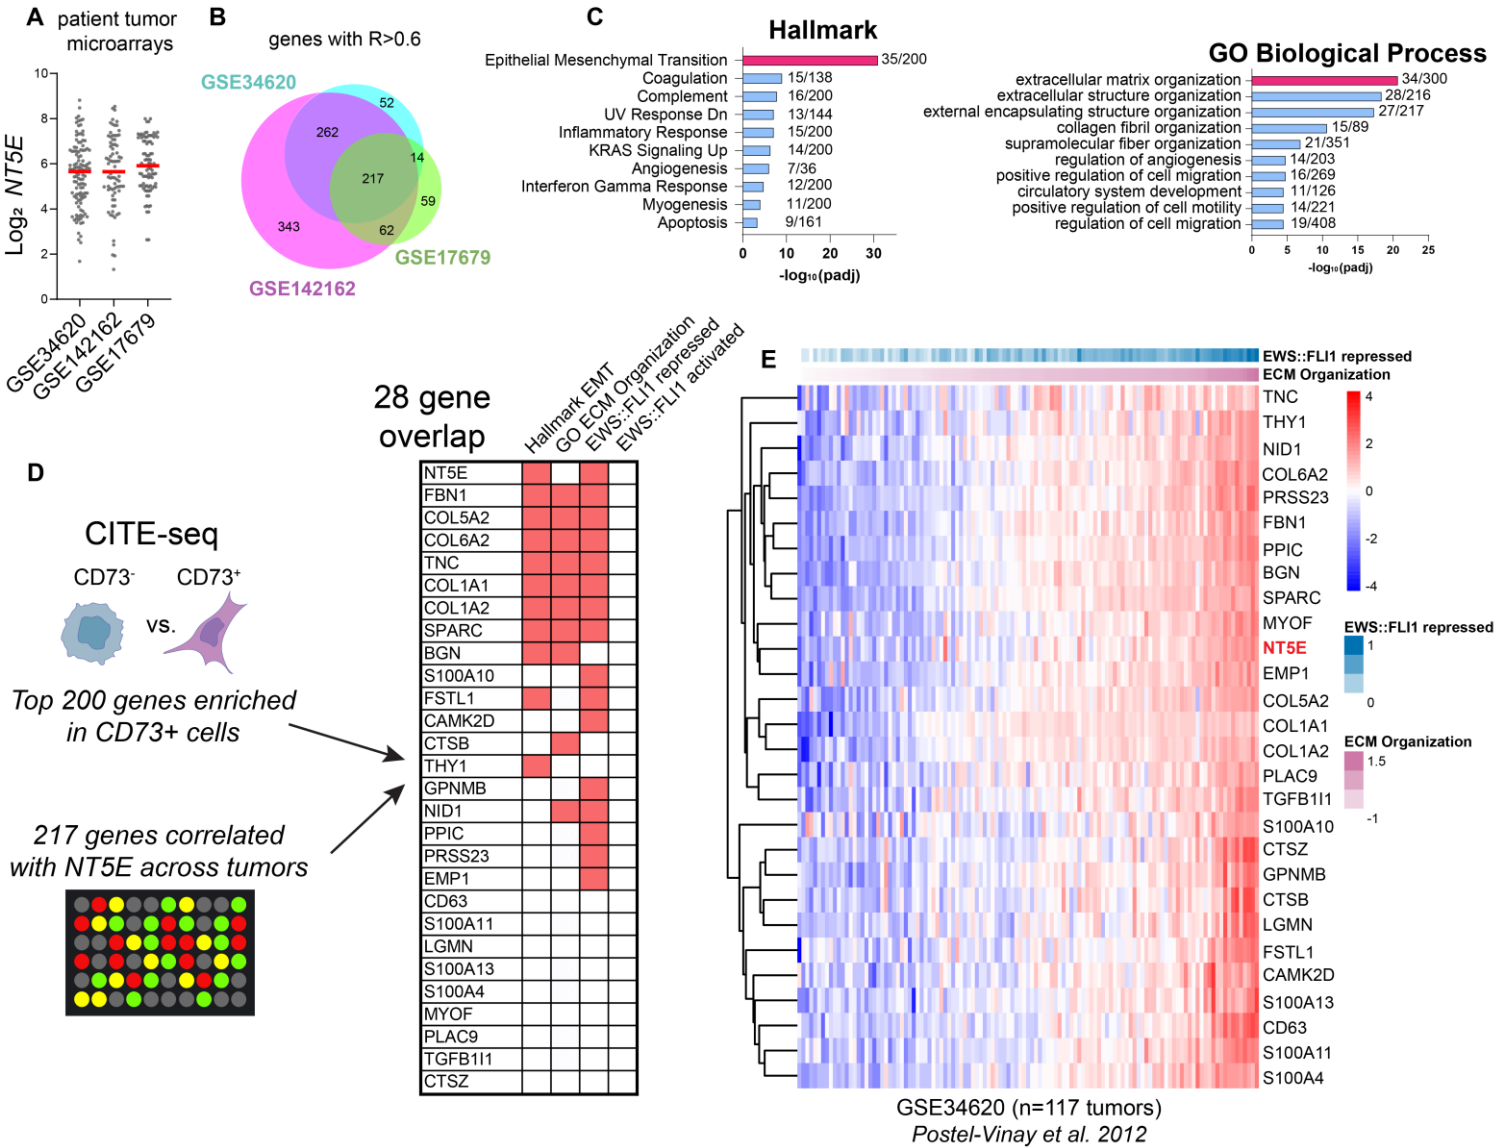 A
patient tumor
microarrays
Log₂ NT5E
10
8
6
4
2
0
GSE34620
GSE142162
GSE17679
B
genes with R>0.6
GSE34620
52
262
14
217
59
343
62
GSE17679
GSE142162
C
Hallmark
Epithelial Mesenchymal Transition 35/200
Coagulation 15/138
Complement 16/200
UV Response Dn 13/144
Inflammatory Response 15/200
KRAS Signaling Up 14/200
Angiogenesis 7/36
Interferon Gamma Response 12/200
Myogenesis 11/200
Apoptosis 9/161
0 10 20 30
-log₁₀(padj)
GO Biological Process
extracellular matrix organization 34/300
extracellular structure organization 28/216
external encapsulating structure organization 27/217
collagen fibril organization 15/89
supramolecular fiber organization 21/351
regulation of angiogenesis 14/203
positive regulation of cell migration 16/269
circulatory system development 11/126
positive regulation of cell motility 14/221
regulation of cell migration 19/408
0 5 10 15 20 25
-log₁₀(padj)
D
CITE-seq
CD73⁻ CD73⁺
vs.
Top 200 genes enriched
in CD73+ cells
217 genes correlated
with NT5E across tumors
28 gene
overlap
Hallmark EMT
GO ECM Organization
EWS::FLI1 repressed
EWS::FLI1 activated
NT5E
FBN1
COL5A2
COL6A2
TNC
COL1A1
COL1A2
SPARC
BGN
S100A10
FSTL1
CAMK2D
CTSB
THY1
GPNMB
NID1
PPIC
PRSS23
EMP1
CD63
S100A11
LGMN
S100A13
S100A4
MYOF
PLAC9
TGFB1I1
CTSZ
E
EWS::FLI1 repressed
ECM Organization
TNC
THY1
NID1
COL6A2
PRSS23
FBN1
PPIC
BGN
SPARC
MYOF
NT5E
EMP1
COL5A2
COL1A1
COL1A2
PLAC9
TGFB1I1
S100A10
CTSZ
GPNMB
CTSB
LGMN
FSTL1
CAMK2D
S100A13
CD63
S100A11
S100A4
4
2
0
-2
-4
EWS::FLI1 repressed
1
0
ECM Organization
1.5
-1
GSE34620 (n=117 tumors)
Postel-Vinay et al. 2012